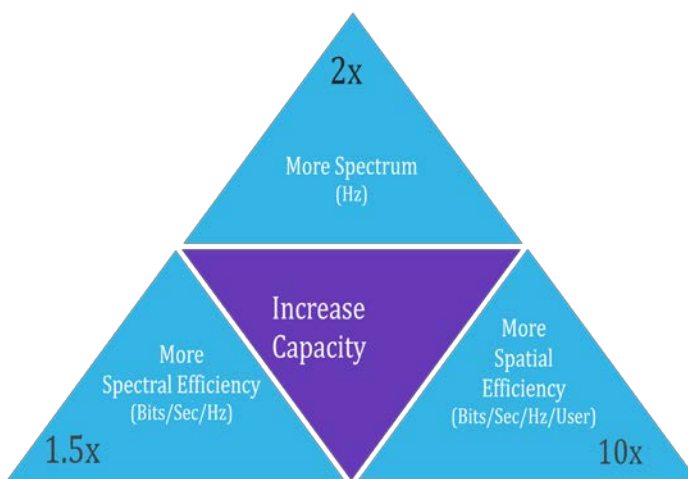 2x
More Spectrum
(Hz)
Increase
Capacity
More
Spectral Efficiency
(Bits/Sec/Hz)
1.5x
More
Spatial
Efficiency
(Bits/Sec/Hz/User)
10x